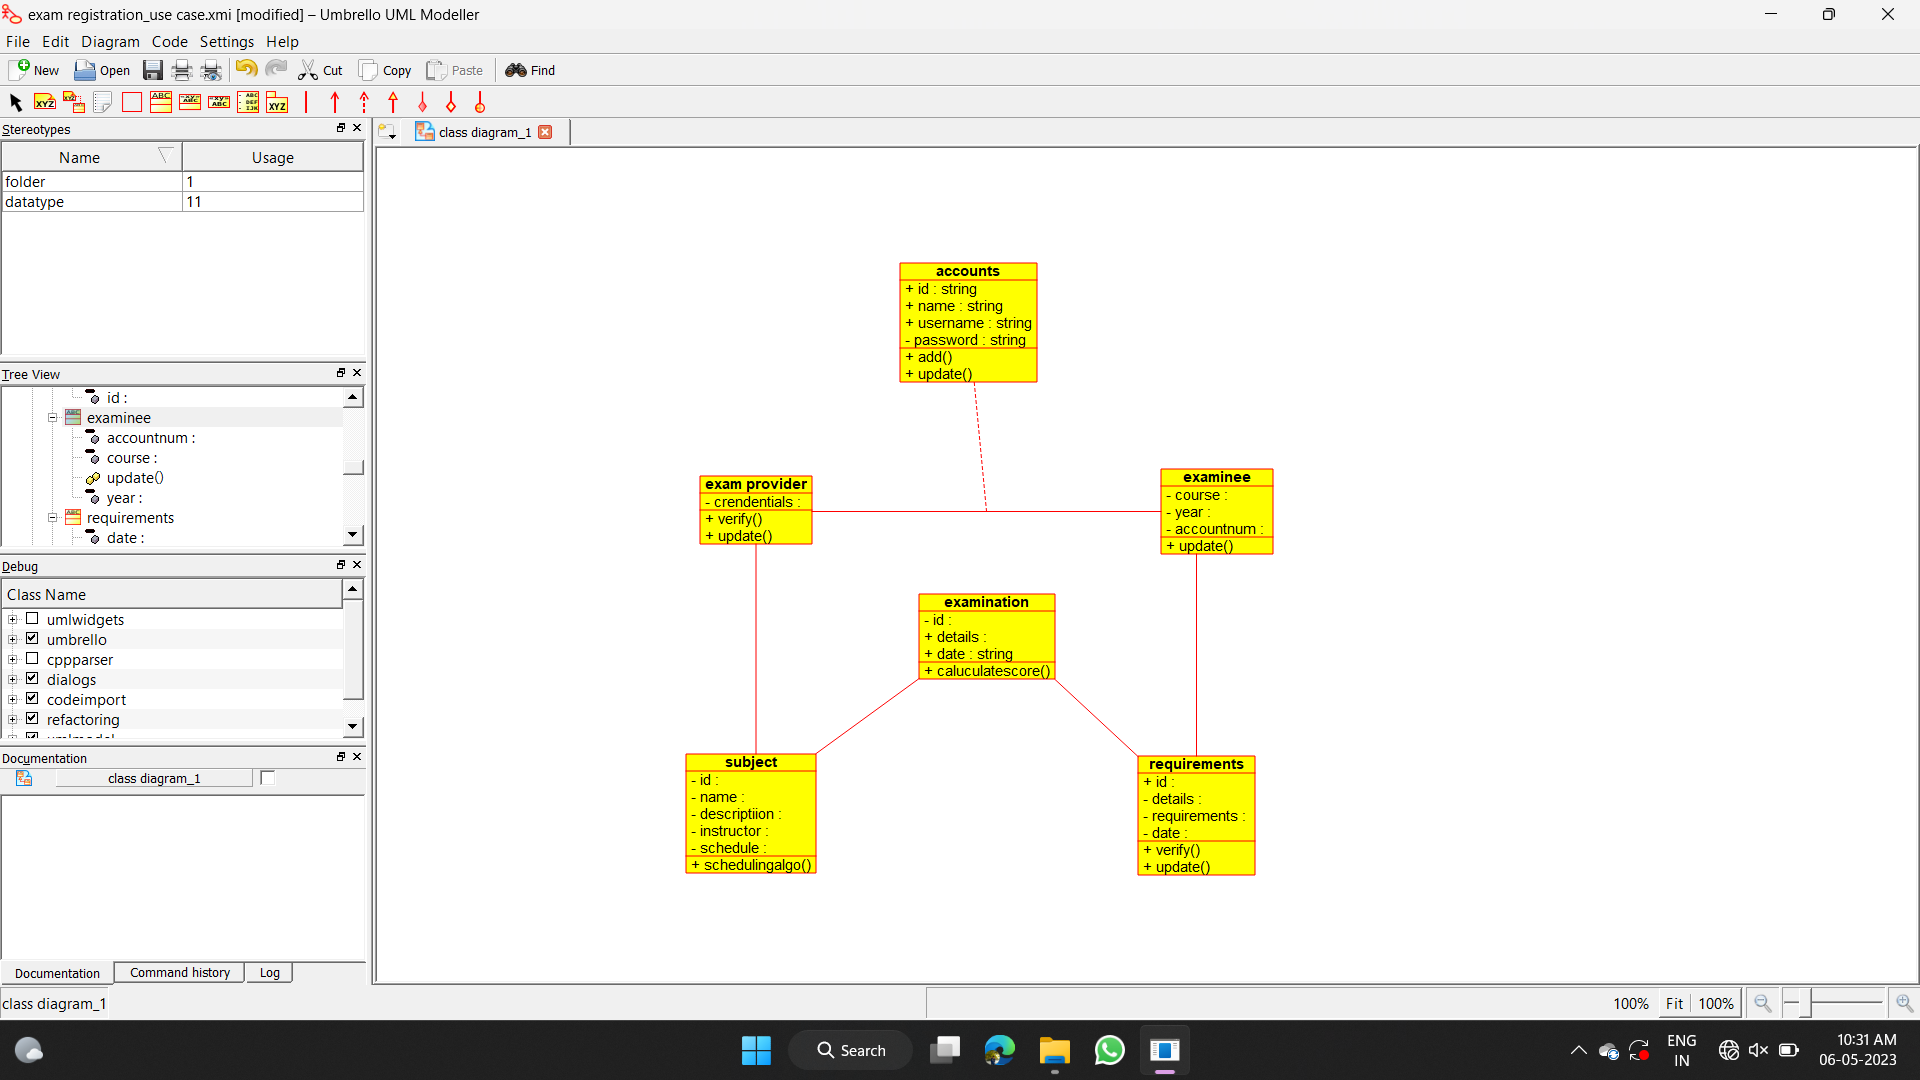 exam registration_use case.xmi [modified] – Umbrello UML Modeller
File Edit Diagram Code Settings Help
New Open Cut Copy Paste Find
Stereotypes
Name Usage
folder 1
datatype 11
Tree View
id :
examinee
accountnum :
course :
update()
year :
requirements
date :
Debug
Class Name
umlwidgets
umbrello
cppparser
dialogs
codeimport
refactoring
Documentation
class diagram_1
Documentation Command history Log
class diagram_1
class diagram_1
accounts
+ id : string
+ name : string
+ username : string
- password : string
+ add()
+ update()
exam provider
- crendentials :
+ verify()
+ update()
examinee
- course :
- year :
- accountnum :
+ update()
examination
- id :
+ details :
+ date : string
+ caluculatescore()
subject
- id :
- name :
- descriptiion :
- instructor :
- schedule :
+ schedulingalgo()
requirements
+ id :
- details :
- requirements :
- date :
+ verify()
+ update()
100% Fit 100%
Search
ENG
IN
10:31 AM
06-05-2023